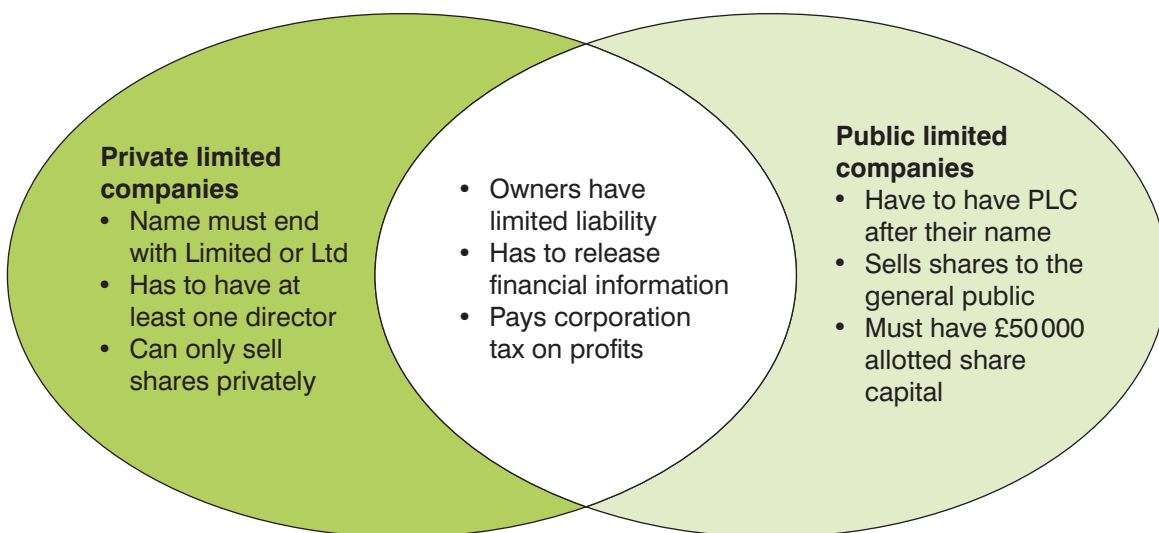 Private limited
companies
• Name must end
with Limited or Ltd
• Has to have at
least one director
• Can only sell
shares privately
• Owners have
limited liability
• Has to release
financial information
• Pays corporation
tax on profits
Public limited
companies
• Have to have PLC
after their name
• Sells shares to the
general public
• Must have £50 000
allotted share
capital